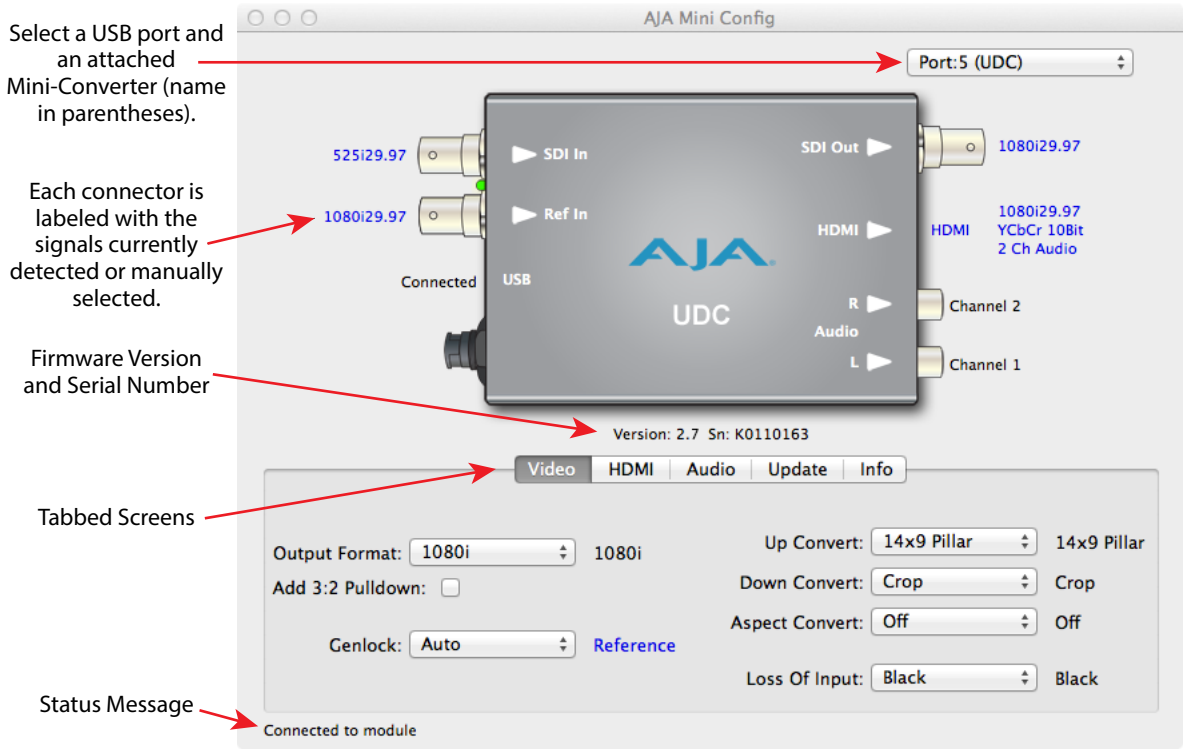 AJA Mini Config
Select a USB port and
an attached
Mini-Converter (name
in parentheses).
Port:5 (UDC)
525i29.97
SDI In
SDI Out
1080i29.97
Each connector is
labeled with the
signals currently
detected or manually
selected.
1080i29.97
Ref In
HDMI
HDMI
1080i29.97
YCbCr 10Bit
2 Ch Audio
AJA
Connected
USB
UDC
R
Channel 2
Audio
L
Channel 1
Firmware Version
and Serial Number
Version: 2.7 Sn: K0110163
Video HDMI Audio Update Info
Tabbed Screens
Output Format: 1080i 1080i
Add 3:2 Pulldown:
Genlock: Auto Reference
Up Convert: 14x9 Pillar 14x9 Pillar
Down Convert: Crop Crop
Aspect Convert: Off Off
Loss Of Input: Black Black
Status Message
Connected to module